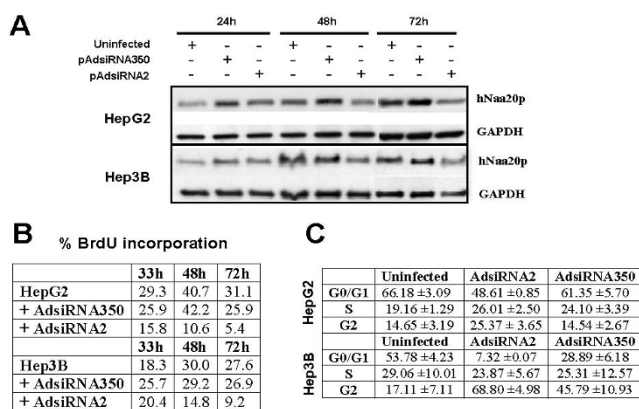 A
24h 48h 72h
Uninfected + − − + − − + − −
pAdsiRNA350 − + − − + − − + −
pAdsiRNA2 − − + − − + − − +
HepG2 hNaa20p
GAPDH
Hep3B hNaa20p
GAPDH
B % BrdU incorporation
33h 48h 72h
HepG2 29.3 40.7 31.1
+ AdsiRNA350 25.9 42.2 25.9
+ AdsiRNA2 15.8 10.6 5.4
33h 48h 72h
Hep3B 18.3 30.0 27.6
+ AdsiRNA350 25.7 29.2 26.9
+ AdsiRNA2 20.4 14.8 9.2
C
HepG2
Uninfected AdsiRNA2 AdsiRNA350
G0/G1 66.18 ±3.09 48.61 ±0.85 61.35 ±5.70
S 19.16 ±1.29 26.01 ±2.50 24.10 ±3.39
G2 14.65 ±3.19 25.37 ± 3.65 14.54 ±2.67
Hep3B
Uninfected AdsiRNA2 AdsiRNA350
G0/G1 53.78 ±4.23 7.32 ±0.07 28.89 ±6.18
S 29.06 ±10.01 23.87 ±5.67 25.31 ±12.57
G2 17.11 ±7.11 68.80 ±4.98 45.79 ±10.93